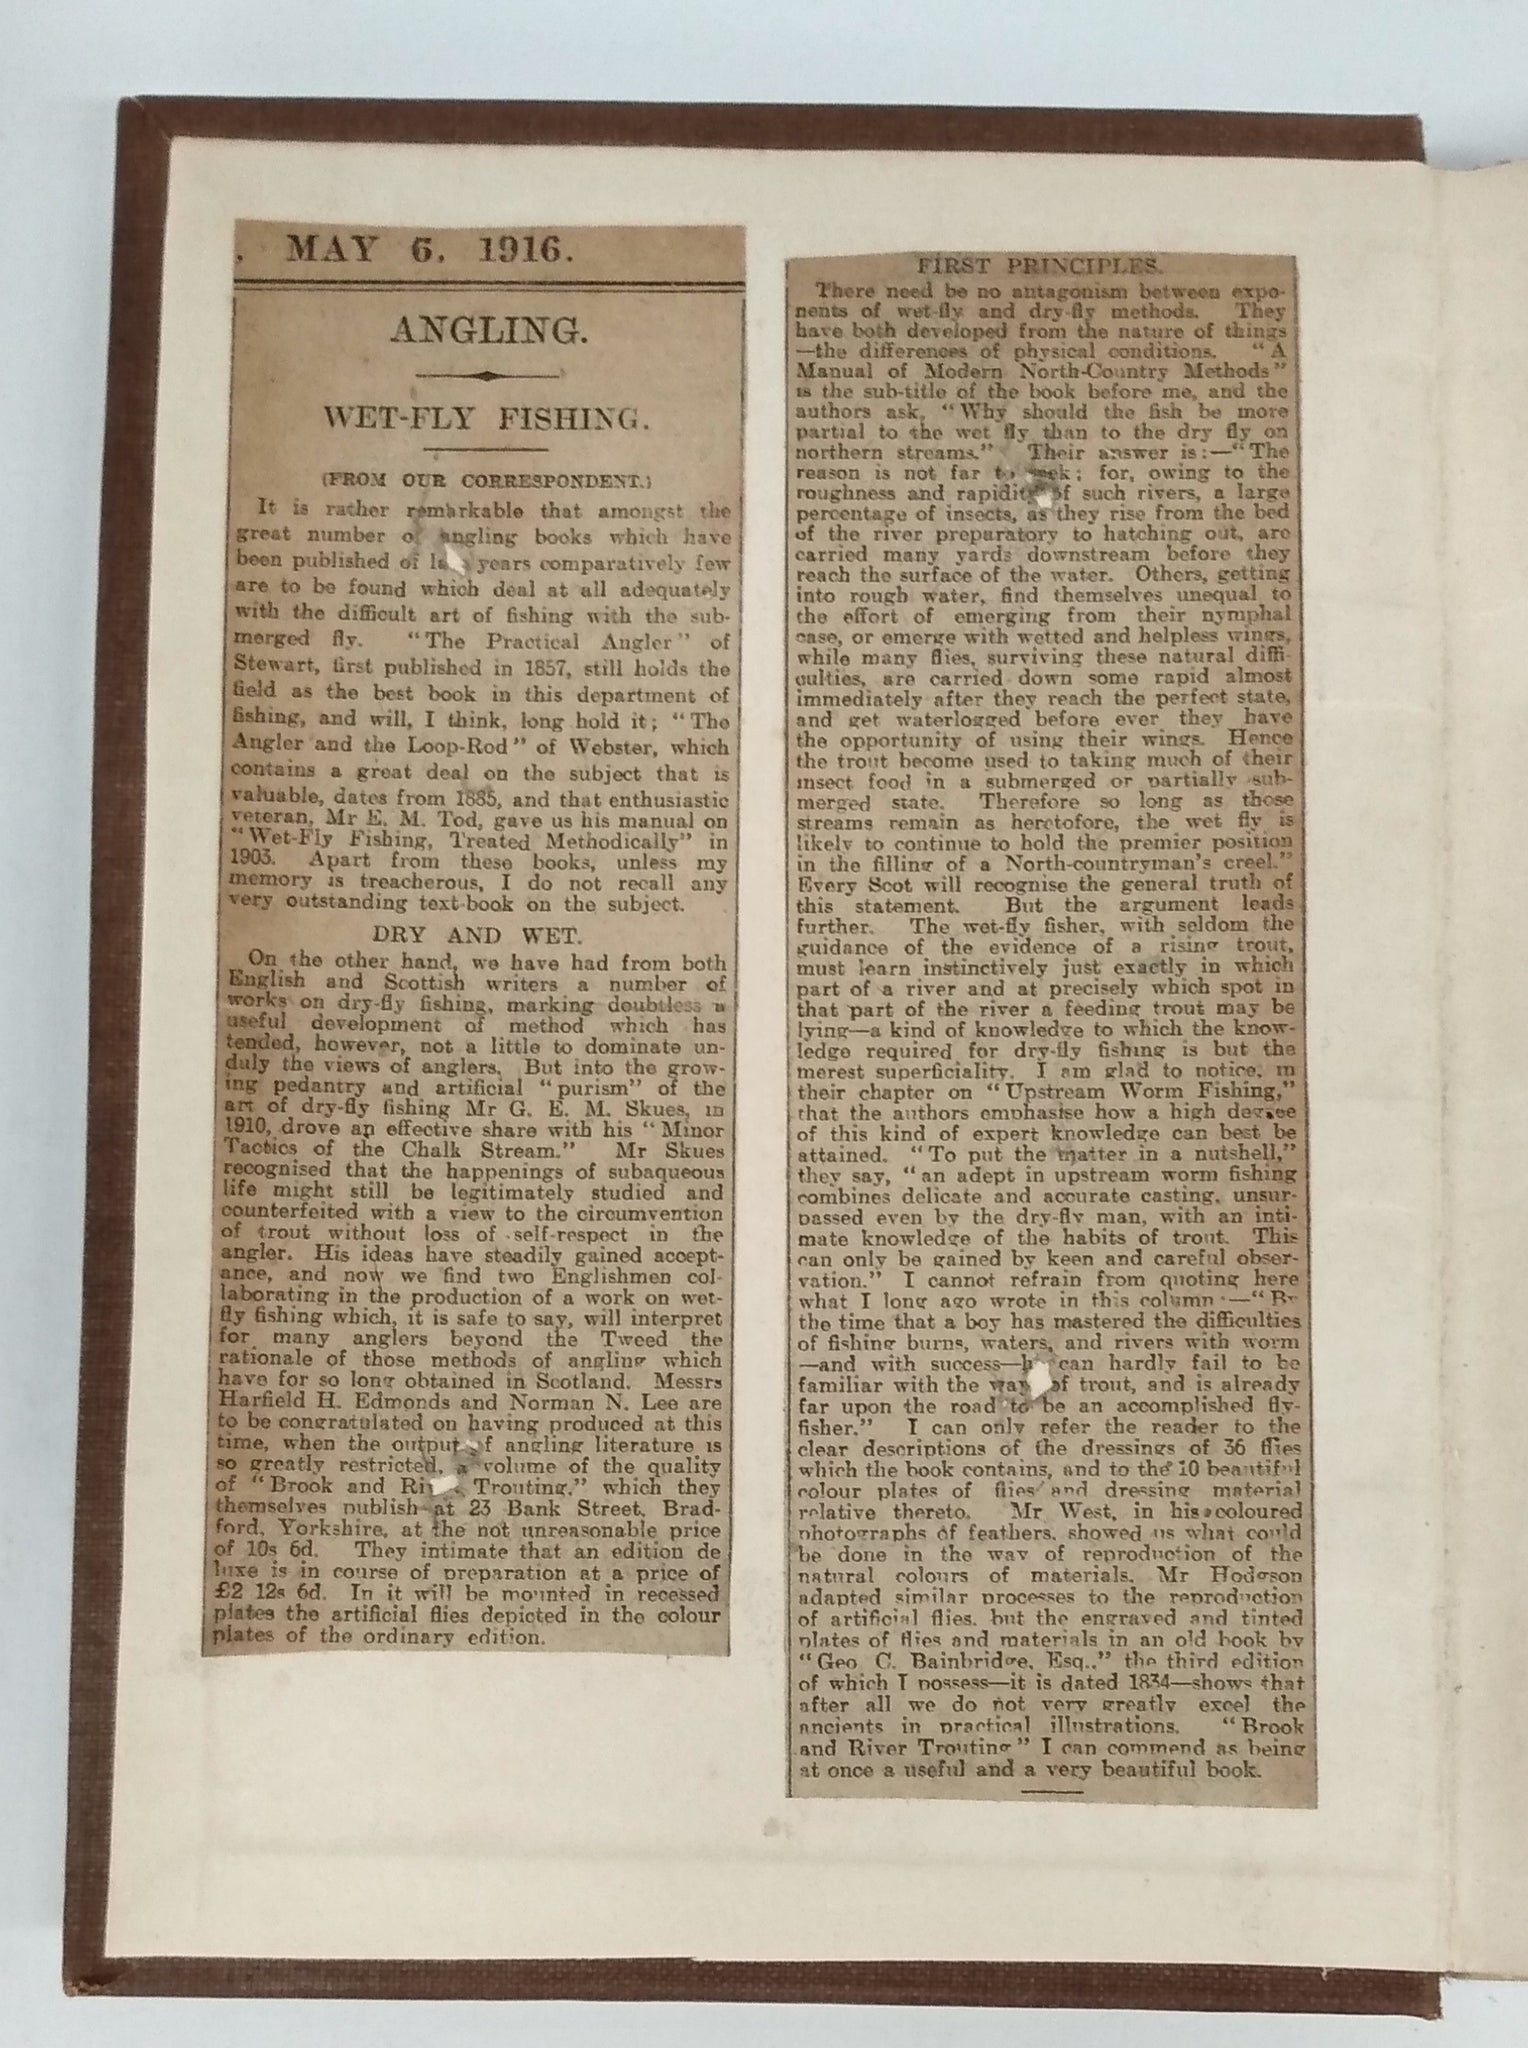 . MAY 6, 1916.
ANGLING.
WET-FLY FISHING.
(FROM OUR CORRESPONDENT.)
It is rather remarkable that amongst the
great number of angling books which have
been published of years comparatively few
are to be found which deal at all adequately
with the difficult art of fishing with the sub-
merged fly. "The Practical Angler" of
Stewart, first published in 1857, still holds the
field as the best book in this department of
fishing, and will, I think, long hold it; "The
Angler and the Loop-Rod" of Webster, which
contains a great deal on the subject that is
valuable, dates from 1885, and that enthusiastic
veteran, Mr E. M. Tod, gave us his manual on
"Wet-Fly Fishing, Treated Methodically" in
1903. Apart from these books, unless my
memory is treacherous, I do not recall any
very outstanding text-book on the subject.
DRY AND WET.
On the other hand, we have had from both
English and Scottish writers a number of
works on dry-fly fishing, marking doubtless a
useful development of method which has
tended, however, not a little to dominate un-
duly the views of anglers. But into the grow-
ing pedantry and artificial "purism" of the
art of dry-fly fishing Mr G. E. M. Skues, in
1910, drove an effective share with his "Minor
Tactics of the Chalk Stream." Mr Skues
recognised that the happenings of subaqueous
life might still be legitimately studied and
counterfeited with a view to the circumvention
of trout without loss of self-respect in the
angler. His ideas have steadily gained accept-
ance, and now we find two Englishmen col-
laborating in the production of a work on wet-
fly fishing which, it is safe to say, will interpret
for many anglers beyond the Tweed the
rationale of those methods of angling which
have for so long obtained in Scotland. Messrs
Harfield H. Edmonds and Norman N. Lee are
to be congratulated on having produced at this
time, when the output of angling literature is
so greatly restricted, a volume of the quality
of "Brook and River Trouting," which they
themselves publish at 23 Bank Street, Brad-
ford, Yorkshire, at the not unreasonable price
of 10s 6d. They intimate that an edition de
luxe is in course of preparation at a price of
£2 12s 6d. In it will be mounted in recessed
plates the artificial flies depicted in the colour
plates of the ordinary edition.
FIRST PRINCIPLES.
There need be no antagonism between expo-
nents of wet-fly and dry-fly methods. They
have both developed from the nature of things
—the differences of physical conditions. "A
Manual of Modern North-Country Methods"
is the sub-title of the book before me, and the
authors ask, "Why should the fish be more
partial to the wet fly than to the dry fly on
northern streams." Their answer is:—"The
reason is not far to seek; for, owing to the
roughness and rapidity of such rivers, a large
percentage of insects, as they rise from the bed
of the river preparatory to hatching out, are
carried many yards downstream before they
reach the surface of the water. Others, getting
into rough water, find themselves unequal to
the effort of emerging from their nymphal
case, or emerge with wetted and helpless wings,
while many flies, surviving these natural diffi-
culties, are carried down some rapid almost
immediately after they reach the perfect state,
and get waterlogged before ever they have
the opportunity of using their wings. Hence
the trout become used to taking much of their
insect food in a submerged or partially sub-
merged state. Therefore so long as those
streams remain as heretofore, the wet fly is
likely to continue to hold the premier position
in the filling of a North-countryman's creel."
Every Scot will recognise the general truth of
this statement. But the argument leads
further. The wet-fly fisher, with seldom the
guidance of the evidence of a rising trout,
must learn instinctively just exactly in which
part of a river and at precisely which spot in
that part of the river a feeding trout may be
lying—a kind of knowledge to which the know-
ledge required for dry-fly fishing is but the
merest superficiality. I am glad to notice, in
their chapter on "Upstream Worm Fishing,"
that the authors emphasise how a high degree
of this kind of expert knowledge can best be
attained. "To put the matter in a nutshell,"
they say, "an adept in upstream worm fishing
combines delicate and accurate casting, unsur-
passed even by the dry-fly man, with an inti-
mate knowledge of the habits of trout. This
can only be gained by keen and careful obser-
vation." I cannot refrain from quoting here
what I long ago wrote in this column:—"By
the time that a boy has mastered the difficulties
of fishing burns, waters, and rivers with worm
—and with success—he can hardly fail to be
familiar with the way of trout, and is already
far upon the road to be an accomplished fly-
fisher." I can only refer the reader to the
clear descriptions of the dressings of 36 flies
which the book contains, and to the 10 beautiful
colour plates of flies and dressing material
relative thereto. Mr West, in his coloured
photographs of feathers, showed us what could
be done in the way of reproduction of the
natural colours of materials. Mr Hodgson
adapted similar processes to the reproduction
of artificial flies, but the engraved and tinted
plates of flies and materials in an old book by
"Geo. C. Bainbridge, Esq.," the third edition
of which I possess—it is dated 1834—shows that
after all we do not very greatly excel the
ancients in practical illustrations. "Brook
and River Trouting" I can commend as being
at once a useful and a very beautiful book.